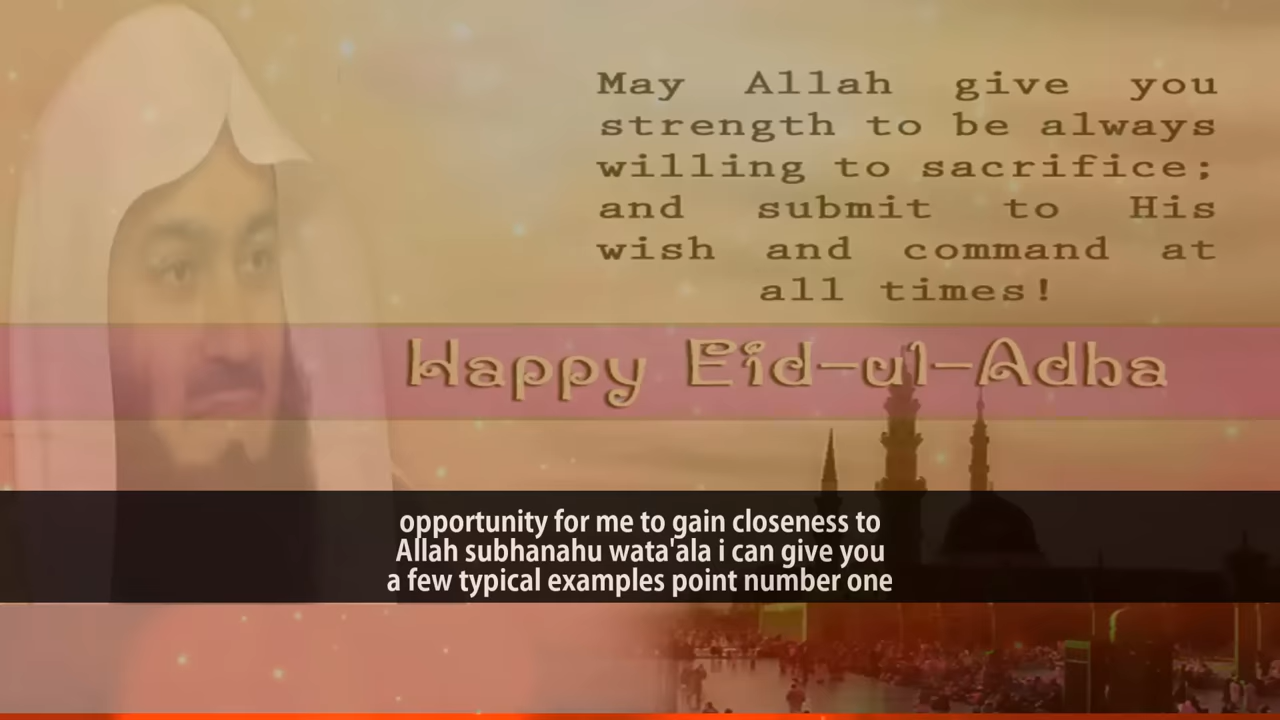 May Allah give you
strength to be always
willing to sacrifice;
and submit to His
wish and command at
all times!
Happy Eid-ul-Adha
opportunity for me to gain closeness to
Allah subhanahu wata'ala i can give you
a few typical examples point number one